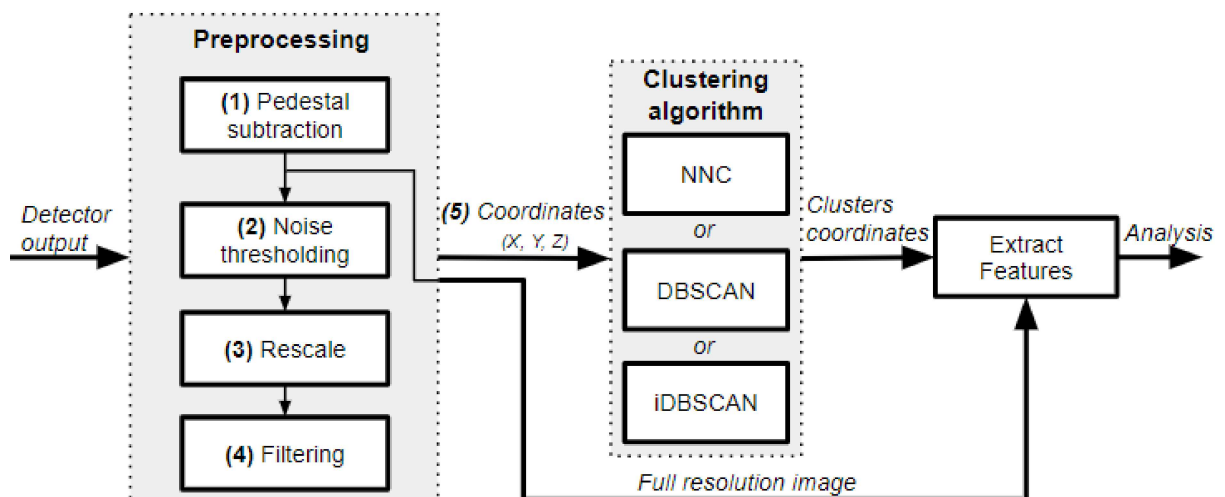 Preprocessing
(1) Pedestal
subtraction
(2) Noise
thresholding
(3) Rescale
(4) Filtering
Detector
output
(5) Coordinates
(X, Y, Z)
Clustering
algorithm
NNC
or
DBSCAN
or
iDBSCAN
Clusters
coordinates
Extract
Features
Analysis
Full resolution image